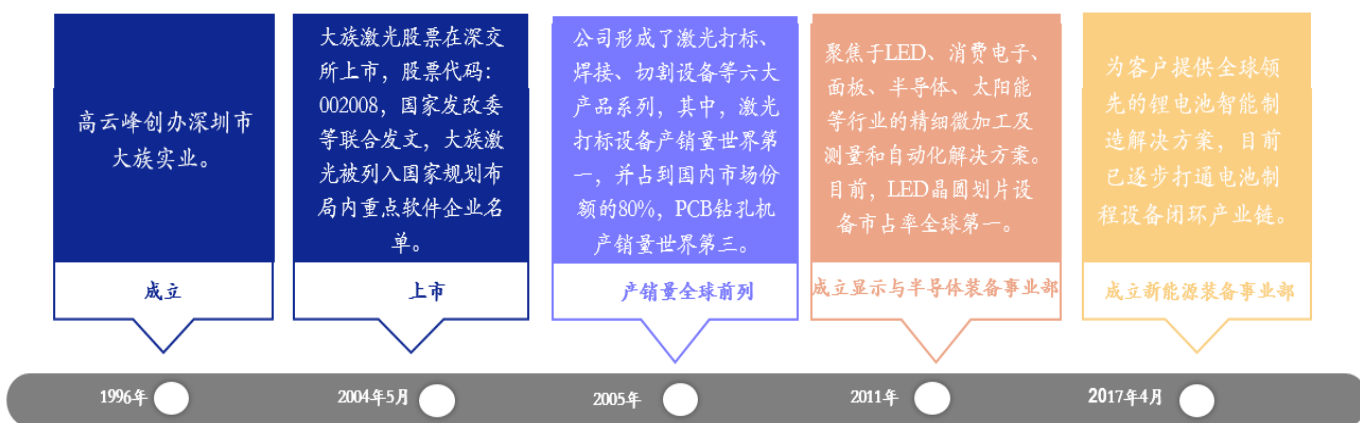 高云峰创办深圳市
大族实业。
成立
1996年
大族激光股票在深交
所上市，股票代码：
002008，国家发改委
等联合发文，大族激
光被列入国家规划布
局内重点软件企业名
单。
上市
2004年5月
公司形成了激光打标、
焊接、切割设备等六大
产品系列，其中，激光
打标设备产销量世界第
一，并占到国内市场份
额的80%，PCB钻孔机
产销量世界第三。
产销量全球前列
2005年
聚焦于LED、消费电子、
面板、半导体、太阳能
等行业的精细微加工及
测量和自动化解决方案。
目前，LED晶圆划片设
备市占率全球第一。
成立显示与半导体装备事业部
2011年
为客户提供全球领
先的锂电池智能制
造解决方案，目前
已逐步打通电池制
程设备闭环产业链。
成立新能源装备事业部
2017年4月